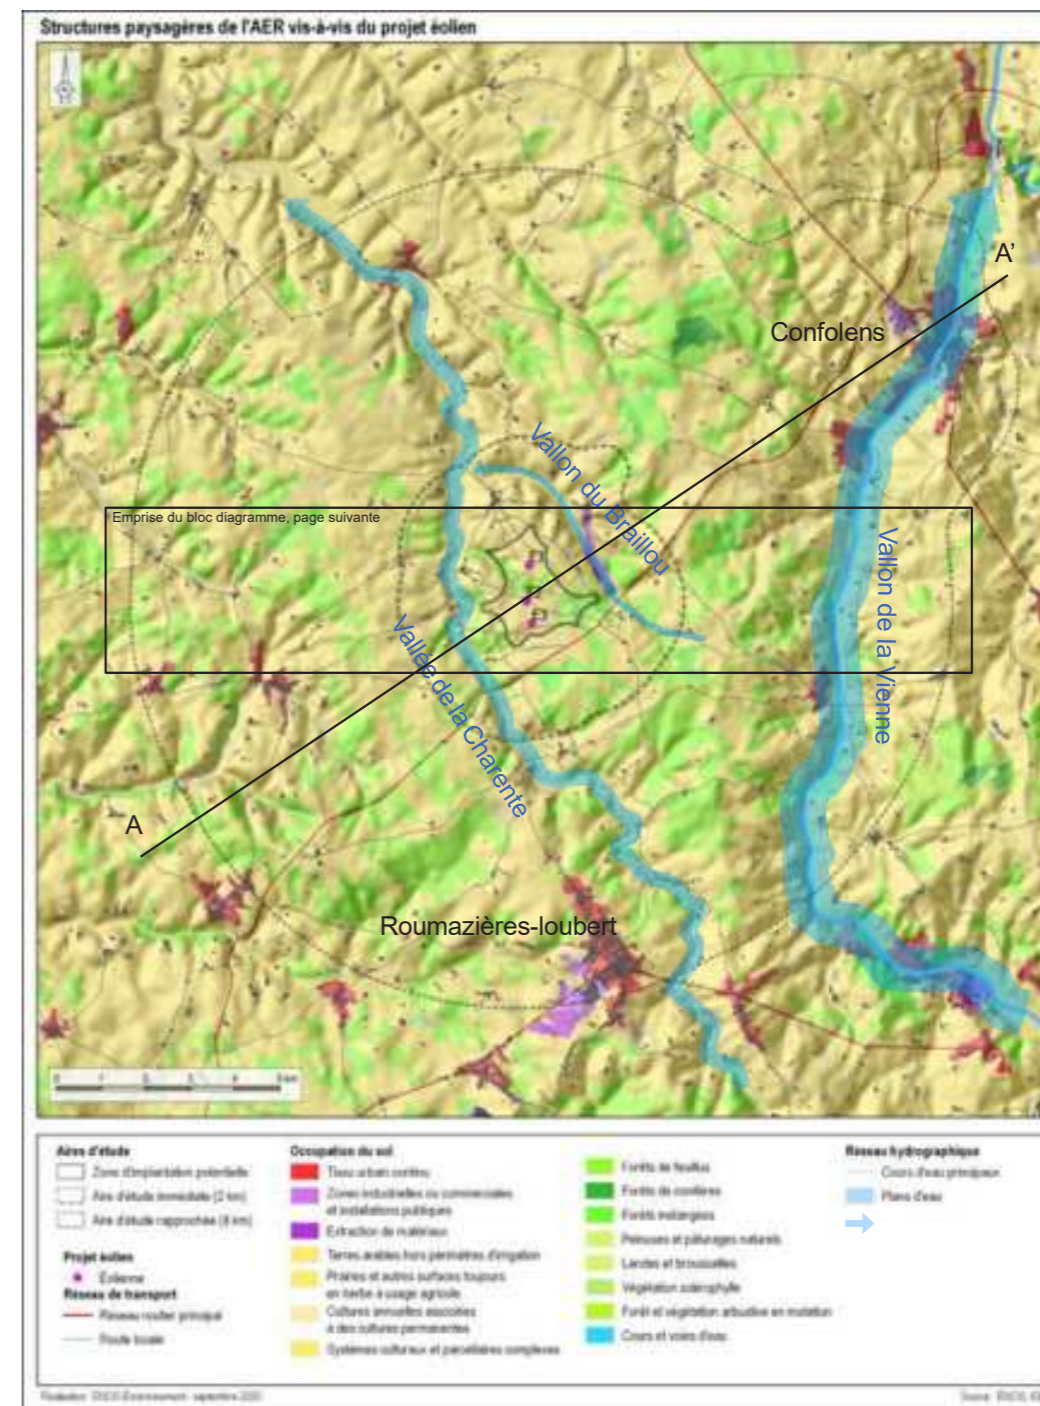 Structures paysagères de l'AER vis-à-vis du projet éolien
A'
Confolens
Vallon du Braillou
Emprise du bloc diagramme, page suivante
Vallon de la Vienne
Vallée de la Charente
A
Roumazières-loubert
Aires d'étude
Zone d'implantation potentielle
Aire d'étude immédiate (2 km)
Aire d'étude rapprochée (8 km)
Projet éolien
Éolienne
Réseau de transport
Réseau routier principal
Route locale
Occupation du sol
Tissu urbain continu
Zones industrielles ou commerciales
et installations publiques
Extraction de matériaux
Terres arables hors périmètres d'irrigation
Prairies et autres surfaces toujours
en herbe à usage agricole
Cultures annuelles associées
à des cultures permanentes
Systèmes culturaux et parcellaires complexes
Forêts de feuillus
Forêts de conifères
Forêts mélangées
Pelouses et pâturages naturels
Landes et broussailles
Végétation sclérophylle
Forêt et végétation arbustive en mutation
Cours et voies d'eau
Réseau hydrographique
Cours d'eau principaux
Plans d'eau